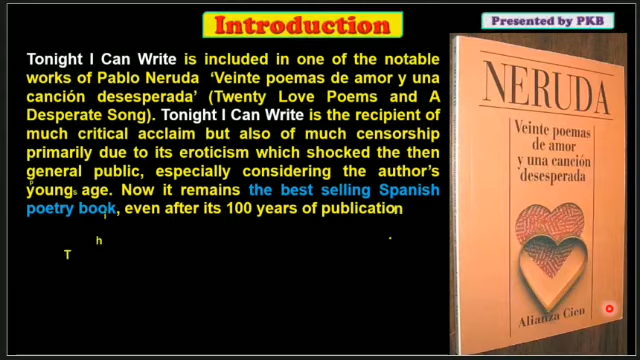 Introduction
Presented by PKB
Tonight I Can Write is included in one of the notable
works of Pablo Neruda ‘Veinte poemas de amor y una
canción desesperada’ (Twenty Love Poems and A
Desperate Song). Tonight I Can Write is the recipient of
much critical acclaim but also of much censorship
primarily due to its eroticism which shocked the then
general public, especially considering the author’s
young age. Now it remains the best selling Spanish
poetry book, even after its 100 years of publication
h
T
NERUDA
Veinte poemas
de amor
y una canción
desesperada
Alianza Cien